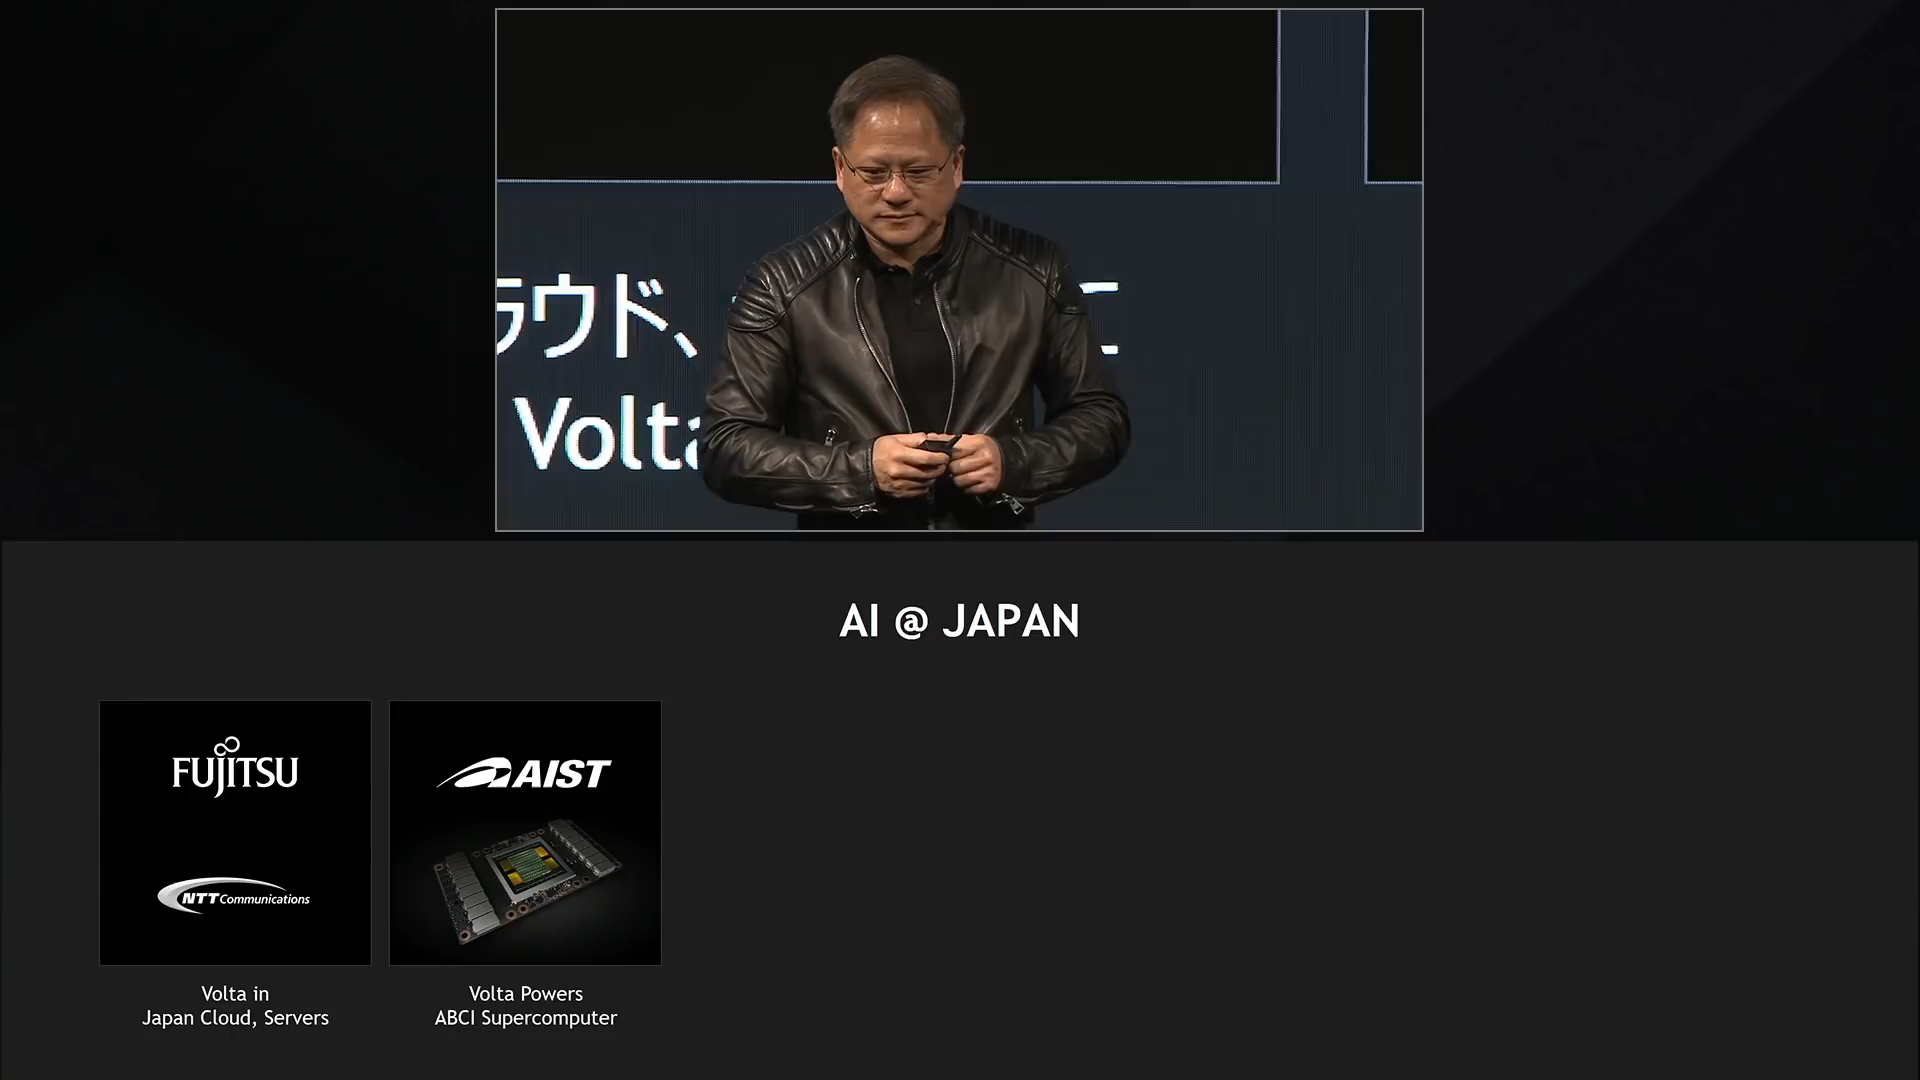 ラウド、
Volta
AI @ JAPAN
FUJITSU
NTT Communications
AIST
Volta in
Japan Cloud, Servers
Volta Powers
ABCI Supercomputer